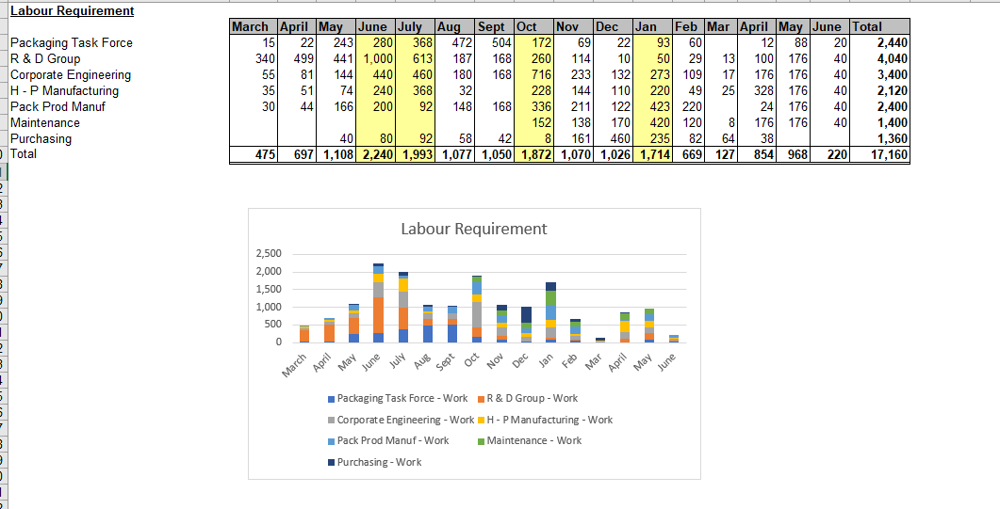 Labour Requirement
March April May June July Aug Sept Oct Nov Dec Jan Feb Mar April May June Total
Packaging Task Force 15 22 243 280 368 472 504 172 69 22 93 60 12 88 20 2,440
R & D Group 340 499 441 1,000 613 187 168 260 114 10 50 29 13 100 176 40 4,040
Corporate Engineering 55 81 144 440 460 180 168 716 233 132 273 109 17 176 176 40 3,400
H - P Manufacturing 35 51 74 240 368 32 228 144 110 220 49 25 328 176 40 2,120
Pack Prod Manuf 30 44 166 200 92 148 168 336 211 122 423 220 24 176 40 2,400
Maintenance 152 138 170 420 120 8 176 176 40 1,400
Purchasing 40 80 92 58 42 8 161 460 235 82 64 38 1,360
Total 475 697 1,108 2,240 1,993 1,077 1,050 1,872 1,070 1,026 1,714 669 127 854 968 220 17,160
Labour Requirement
2,500
2,000
1,500
1,000
500
0
March April May June July Aug Sept Oct Nov Dec Jan Feb Mar April May June
Packaging Task Force - Work R & D Group - Work
Corporate Engineering - Work H - P Manufacturing - Work
Pack Prod Manuf - Work Maintenance - Work
Purchasing - Work